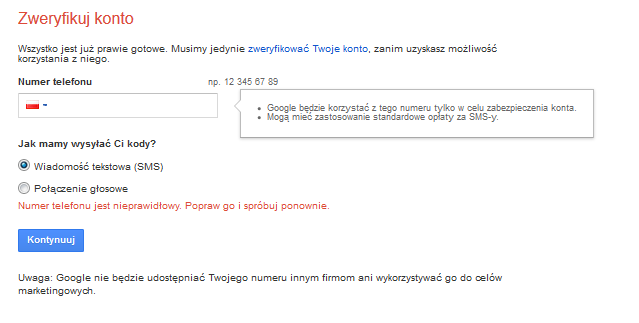 Zweryfikuj konto
Wszystko jest już prawie gotowe. Musimy jedynie zweryfikować Twoje konto, zanim uzyskasz możliwość
korzystania z niego.
Numer telefonu np. 12 345 67 89
Google będzie korzystać z tego numeru tylko w celu zabezpieczenia konta.
Mogą mieć zastosowanie standardowe opłaty za SMS-y.
Jak mamy wysyłać Ci kody?
Wiadomość tekstowa (SMS)
Połączenie głosowe
Numer telefonu jest nieprawidłowy. Popraw go i spróbuj ponownie.
Kontynuuj
Uwaga: Google nie będzie udostępniać Twojego numeru innym firmom ani wykorzystywać go do celów
marketingowych.